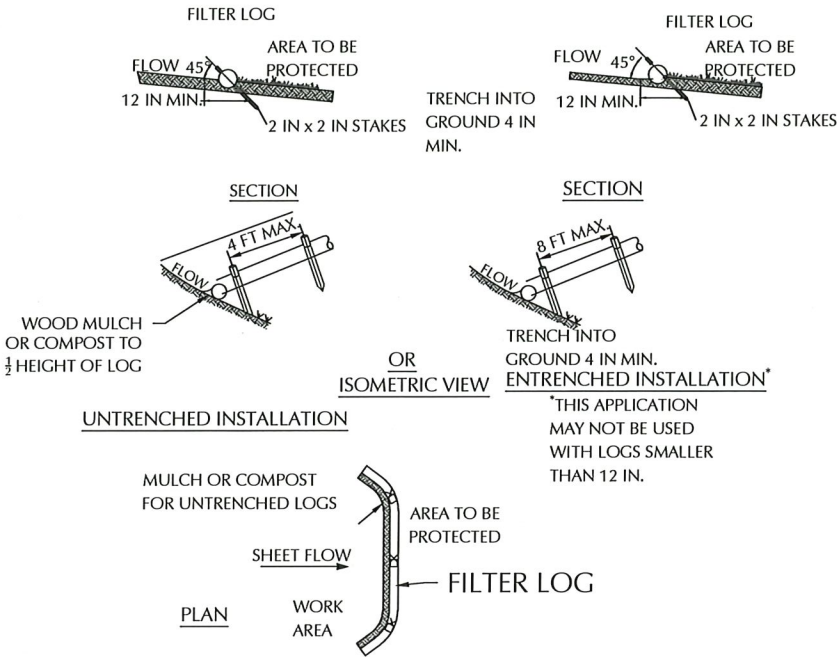 FILTER LOG
FLOW
45°
AREA TO BE
PROTECTED
12 IN MIN.
2 IN x 2 IN STAKES
SECTION
FILTER LOG
FLOW
45°
AREA TO BE
PROTECTED
12 IN MIN.
2 IN x 2 IN STAKES
TRENCH INTO
GROUND 4 IN
MIN.
SECTION
4 FT MAX.
FLOW
WOOD MULCH
OR COMPOST TO
½ HEIGHT OF LOG
UNTRENCHED INSTALLATION
OR
ISOMETRIC VIEW
8 FT MAX.
FLOW
TRENCH INTO
GROUND 4 IN MIN.
ENTRENCHED INSTALLATION*
*THIS APPLICATION
MAY NOT BE USED
WITH LOGS SMALLER
THAN 12 IN.
MULCH OR COMPOST
FOR UNTRENCHED LOGS
AREA TO BE
PROTECTED
SHEET FLOW
FILTER LOG
WORK
AREA
PLAN